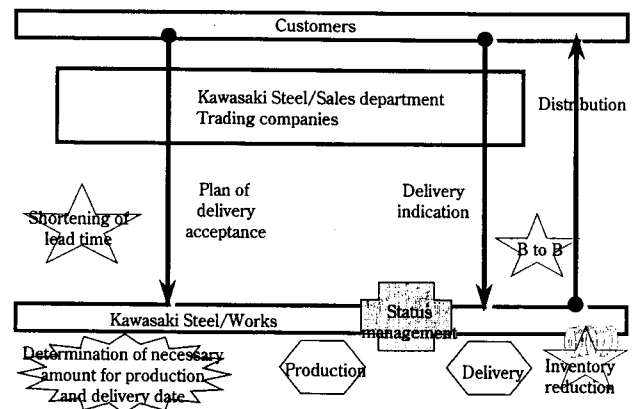 Customers
Kawasaki Steel/Sales department
Trading companies
Distribution
Shortening of
lead time
Plan of
delivery
acceptance
Delivery
indication
B to B
Kawasaki Steel/Works
Status
management
Determination of necessary
amount for production
and delivery date
Production
Delivery
Inventory
reduction